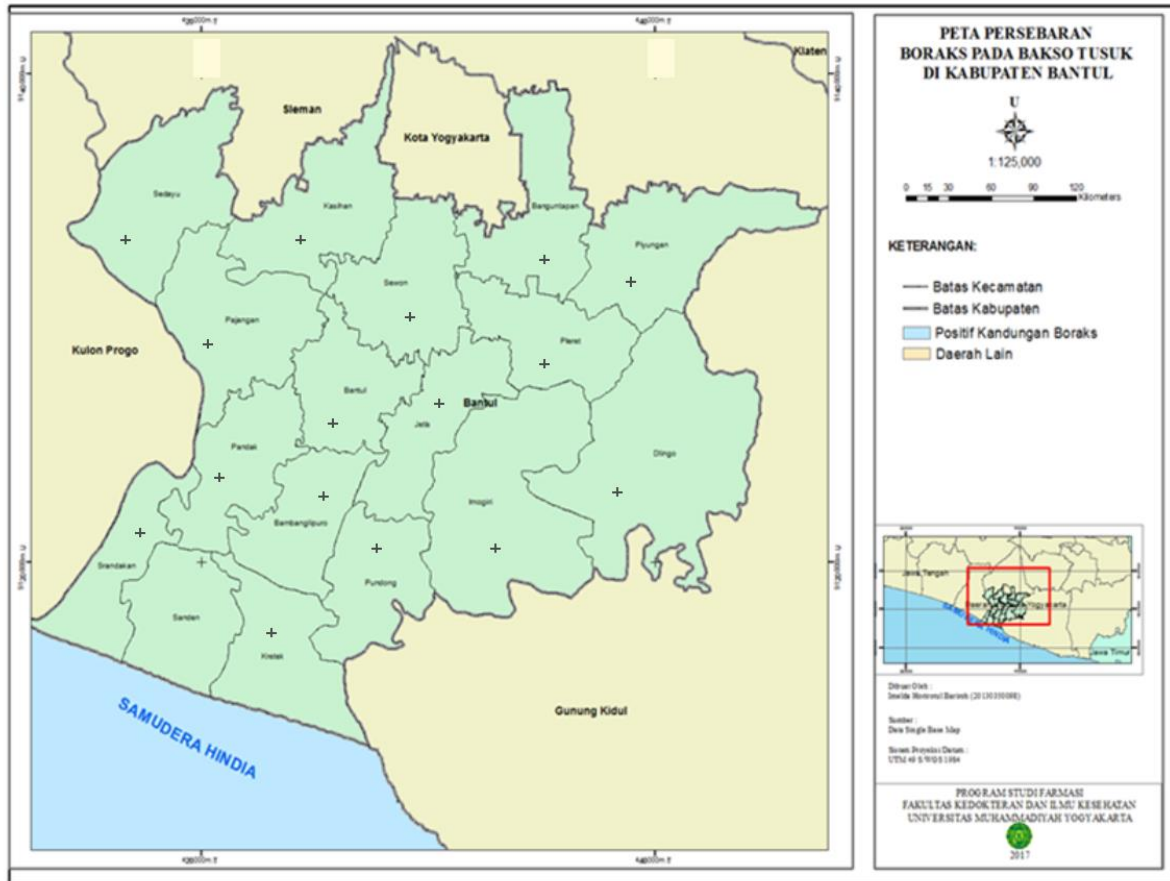 Klaten
Sleman
Kota Yogyakarta
Sedayu
Kasihan
Banguntapan
Piyungan
Sewon
Pajangan
Pleret
Kulon Progo
Bantul
Bantul
Jetis
Pandak
Dlingo
Imogiri
Bambanglipuro
Srandakan
Pundong
Sanden
Kretek
Gunung Kidul
SAMUDERA HINDIA
PETA PERSEBARAN
BORAKS PADA BAKSO TUSUK
DI KABUPATEN BANTUL
U
1:125,000
0 15 30 60 90 120
Kilometers
KETERANGAN:
Batas Kecamatan
Batas Kabupaten
Positif Kandungan Boraks
Daerah Lain
Jawa Tengah
Yogyakarta
SAMUDERA HINDIA
Jawa Timur
Dibuat Oleh :
Sumber :
Data Single Base Map
Sistem Proyeksi Datum :
UTM 49 S/WGS 1984
PROGRAM STUDI FARMASI
FAKULTAS KEDOKTERAN DAN ILMU KESEHATAN
UNIVERSITAS MUHAMMADIYAH YOGYAKARTA
2017